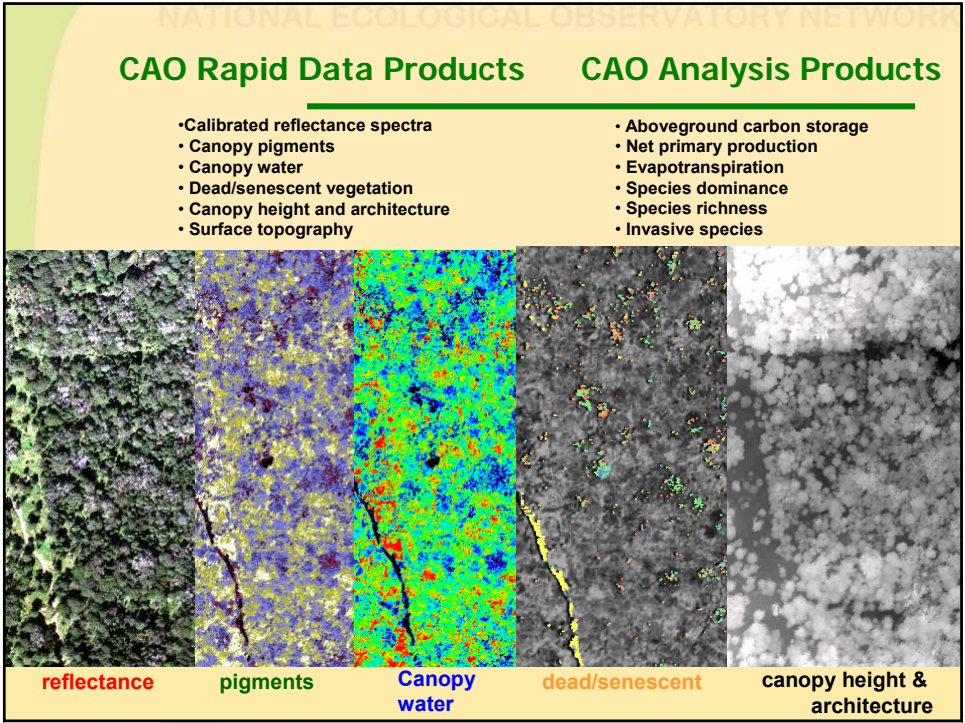 NATIONAL ECOLOGICAL OBSERVATORY NETWORK
CAO Rapid Data Products
•Calibrated reflectance spectra
• Canopy pigments
• Canopy water
• Dead/senescent vegetation
• Canopy height and architecture
• Surface topography
CAO Analysis Products
• Aboveground carbon storage
• Net primary production
• Evapotranspiration
• Species dominance
• Species richness
• Invasive species
reflectance
pigments
Canopy
water
dead/senescent
canopy height &
architecture